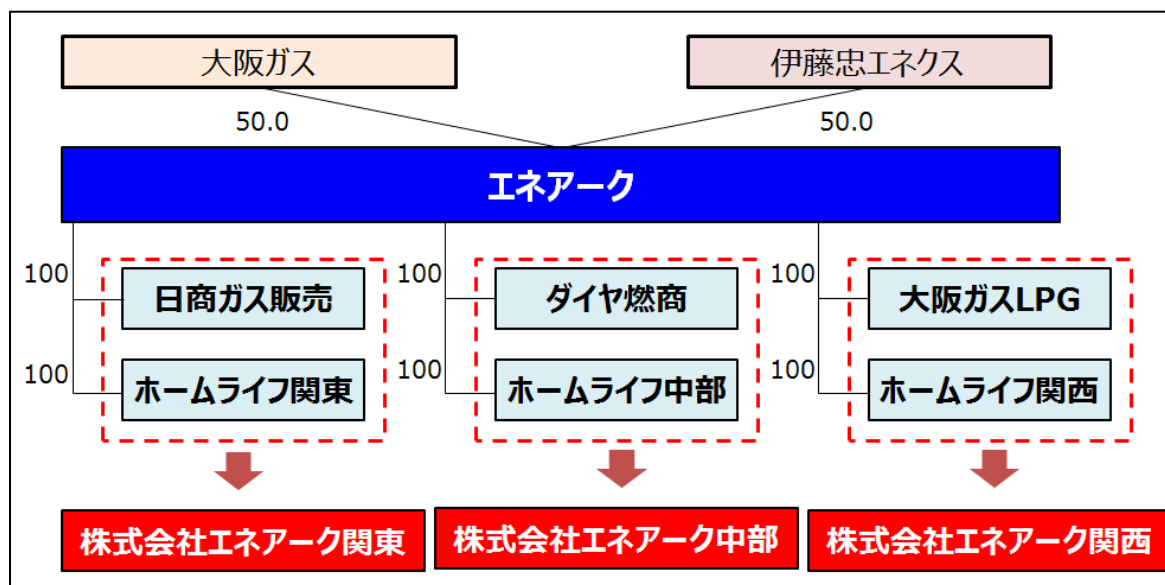 大阪ガス
伊藤忠エネクス
50.0
50.0
エネアーク
100
日商ガス販売
100
ダイヤ燃商
100
大阪ガスLPG
100
ホームライフ関東
100
ホームライフ中部
100
ホームライフ関西
株式会社エネアーク関東
株式会社エネアーク中部
株式会社エネアーク関西